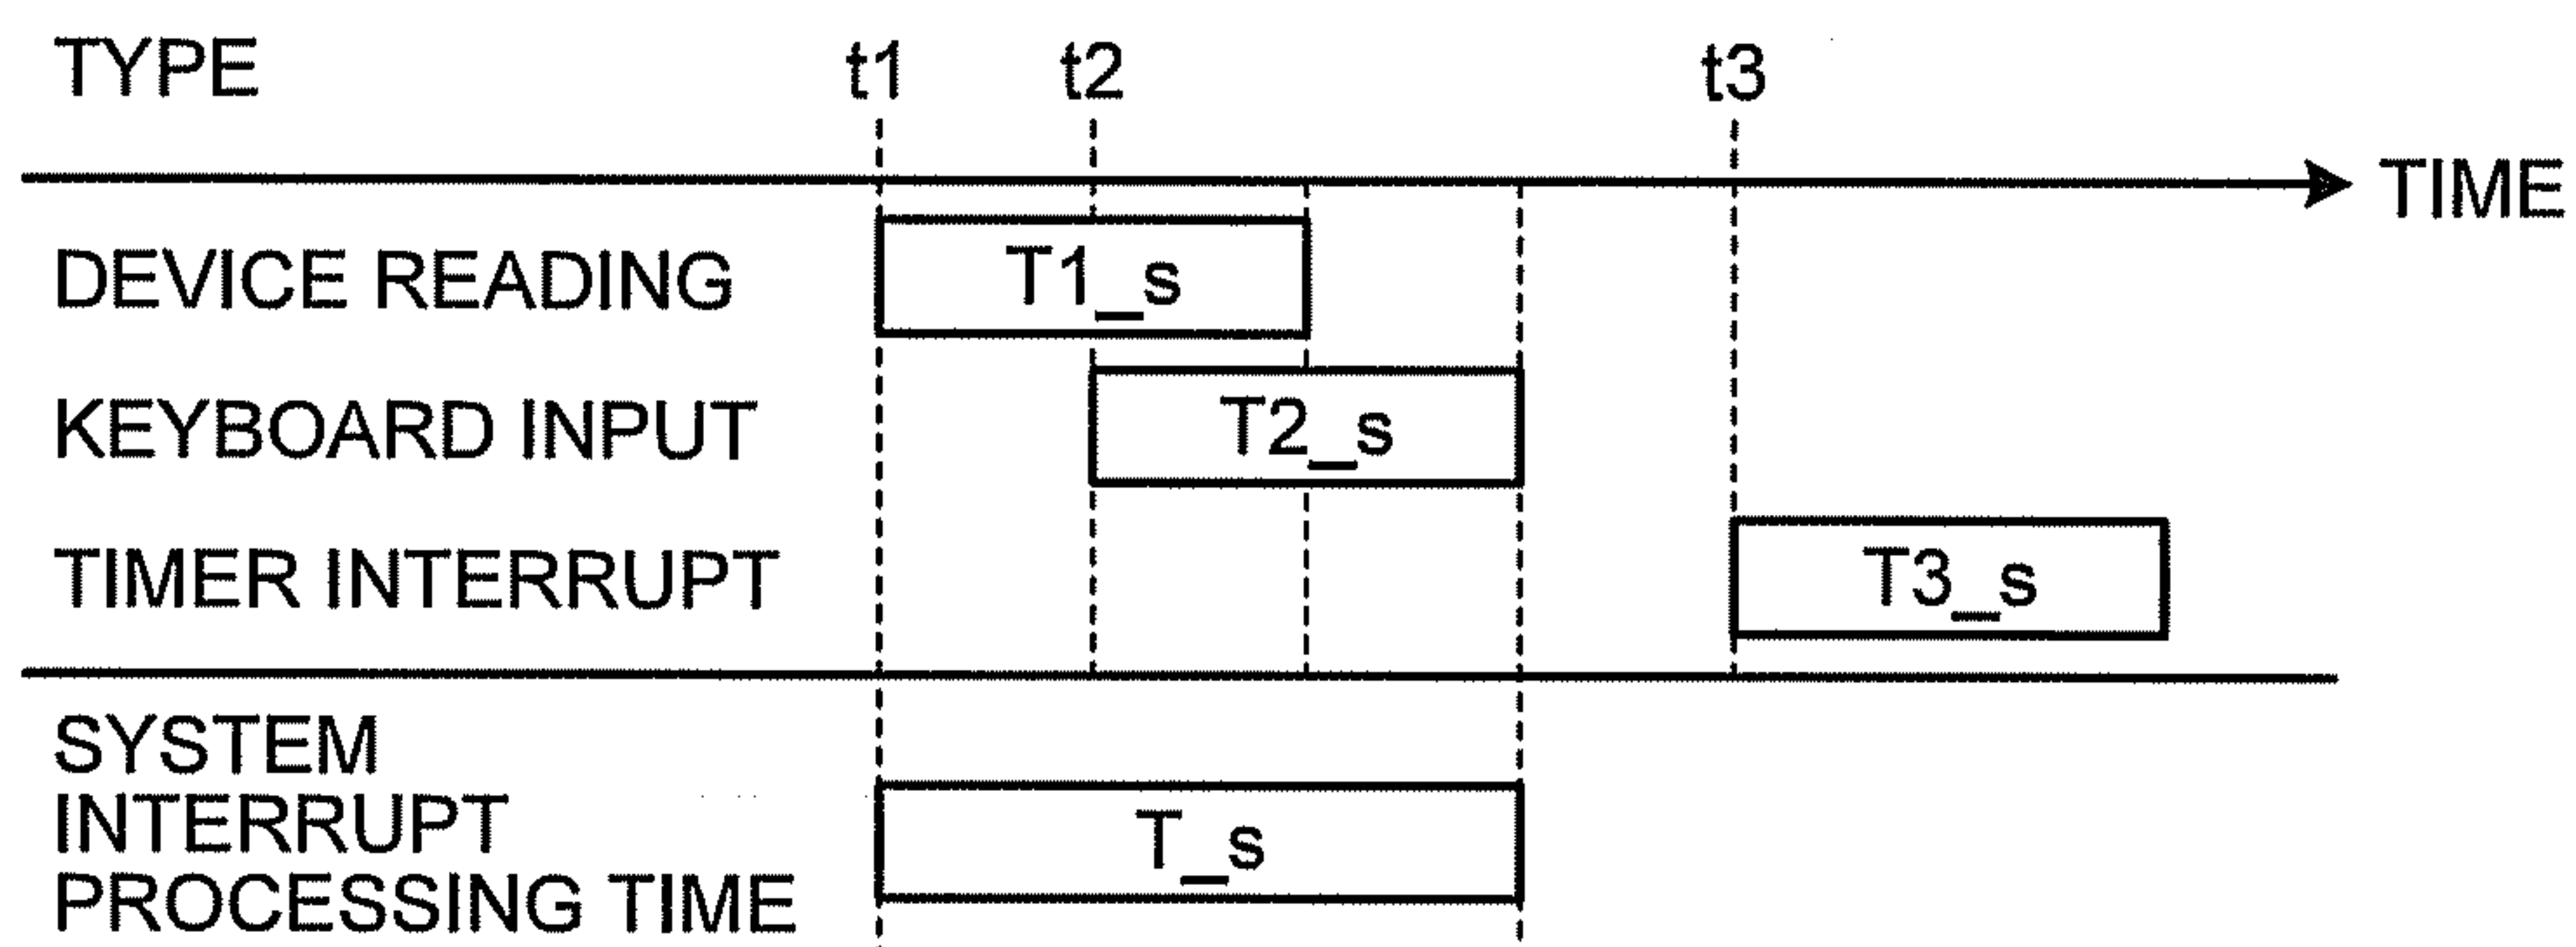 TYPE t1 t2 t3
TIME
DEVICE READING T1_s
KEYBOARD INPUT T2_s
TIMER INTERRUPT T3_s
SYSTEM
INTERRUPT T_s
PROCESSING TIME